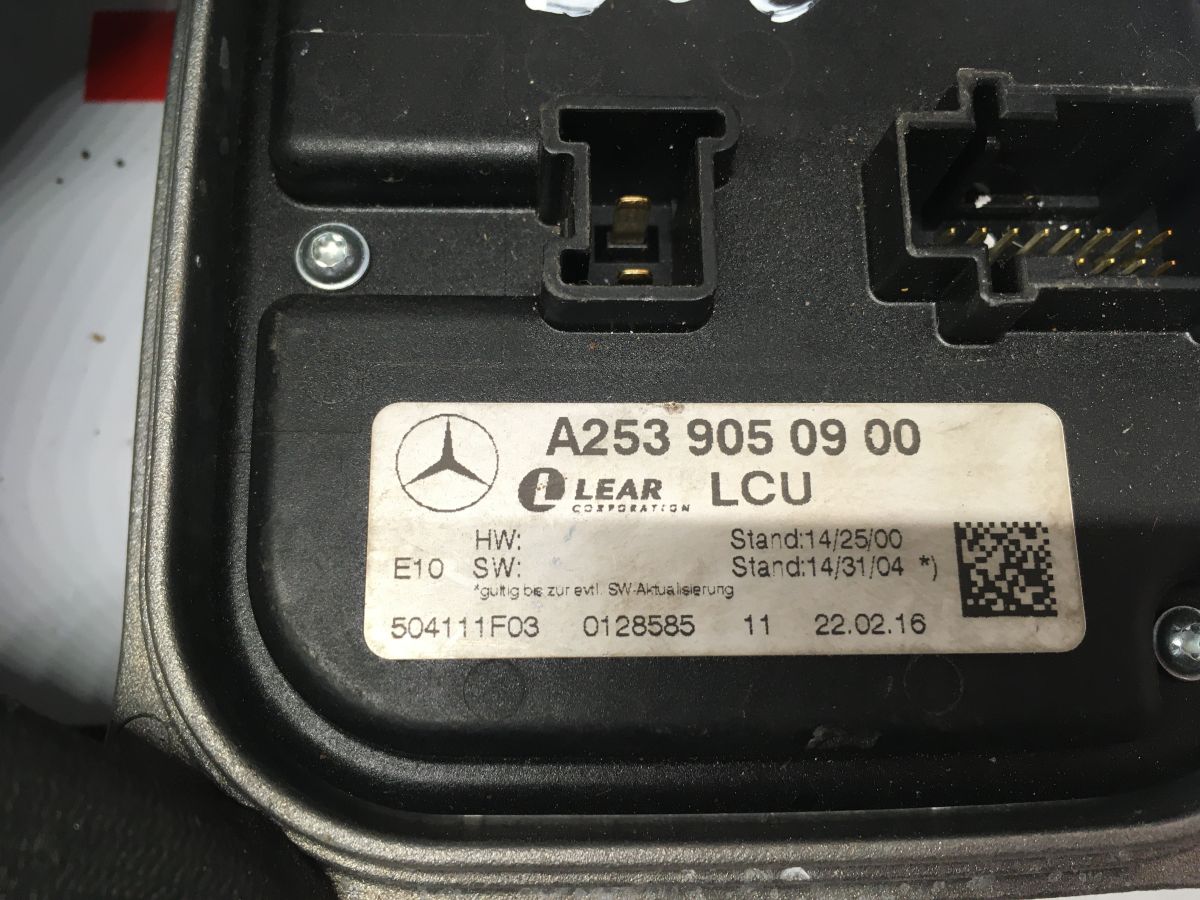 A253 905 09 00
LEAR LCU
CORPORATION
HW: Stand:14/25/00
E10 SW: Stand:14/31/04 *)
*gültig bis zur evtl. SW-Aktualisierung
504111F03 0128585 11 22.02.16